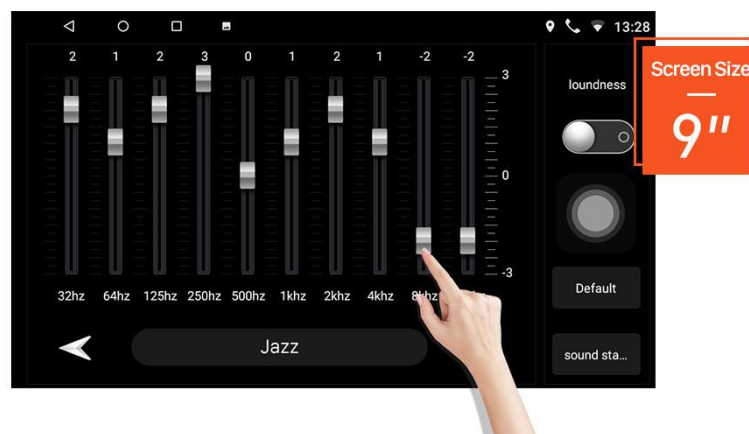 13:28
2 1 2 3 0 1 2 1 -2 -2
3
0
-3
32hz 64hz 125hz 250hz 500hz 1khz 2khz 4khz 8khz
Jazz
loundness
Default
sound sta...
Screen Size
9"